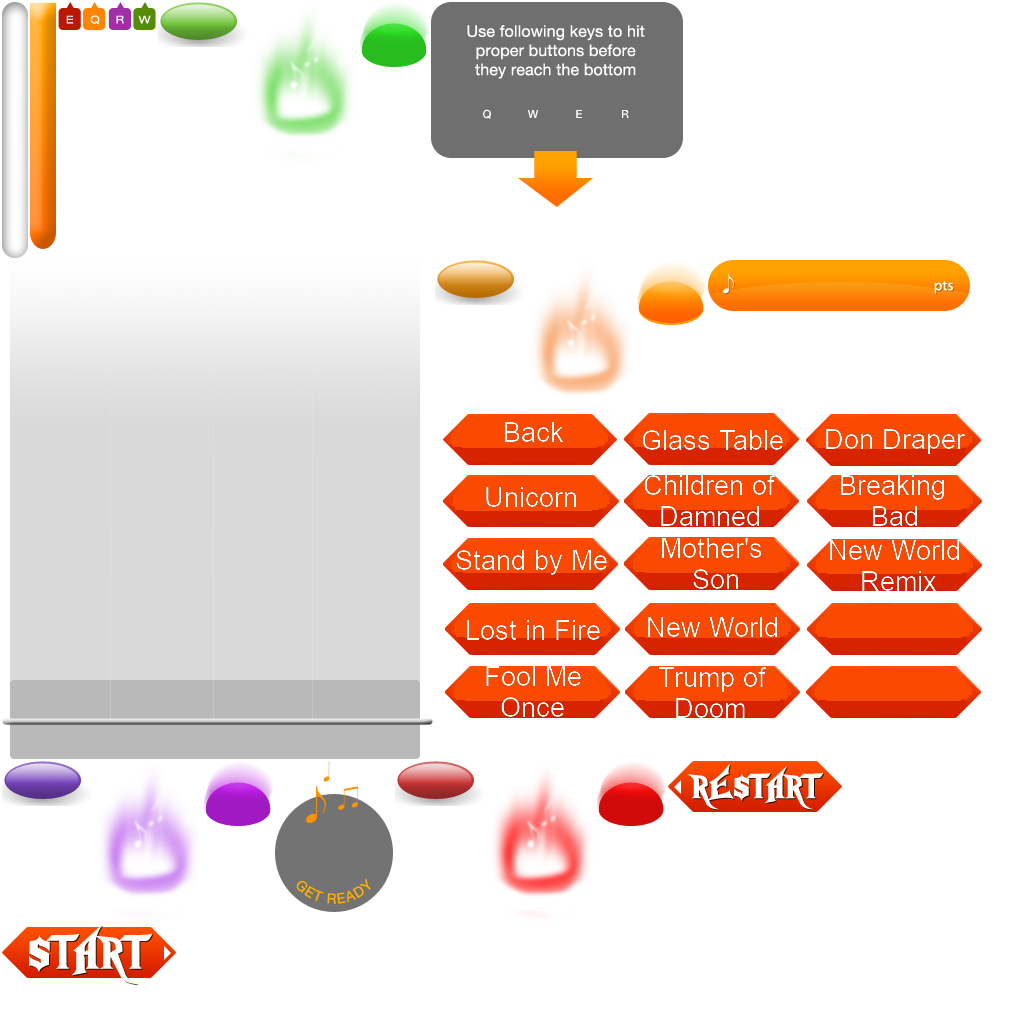 E Q R W
Use following keys to hit
proper buttons before
they reach the bottom
Q W E R
pts
Back
Glass Table
Don Draper
Unicorn
Children of
Damned
Breaking
Bad
Stand by Me
Mother's
Son
New World
Remix
Lost in Fire
New World
Fool Me
Once
Trump of
Doom
RESTART
GET READY
START